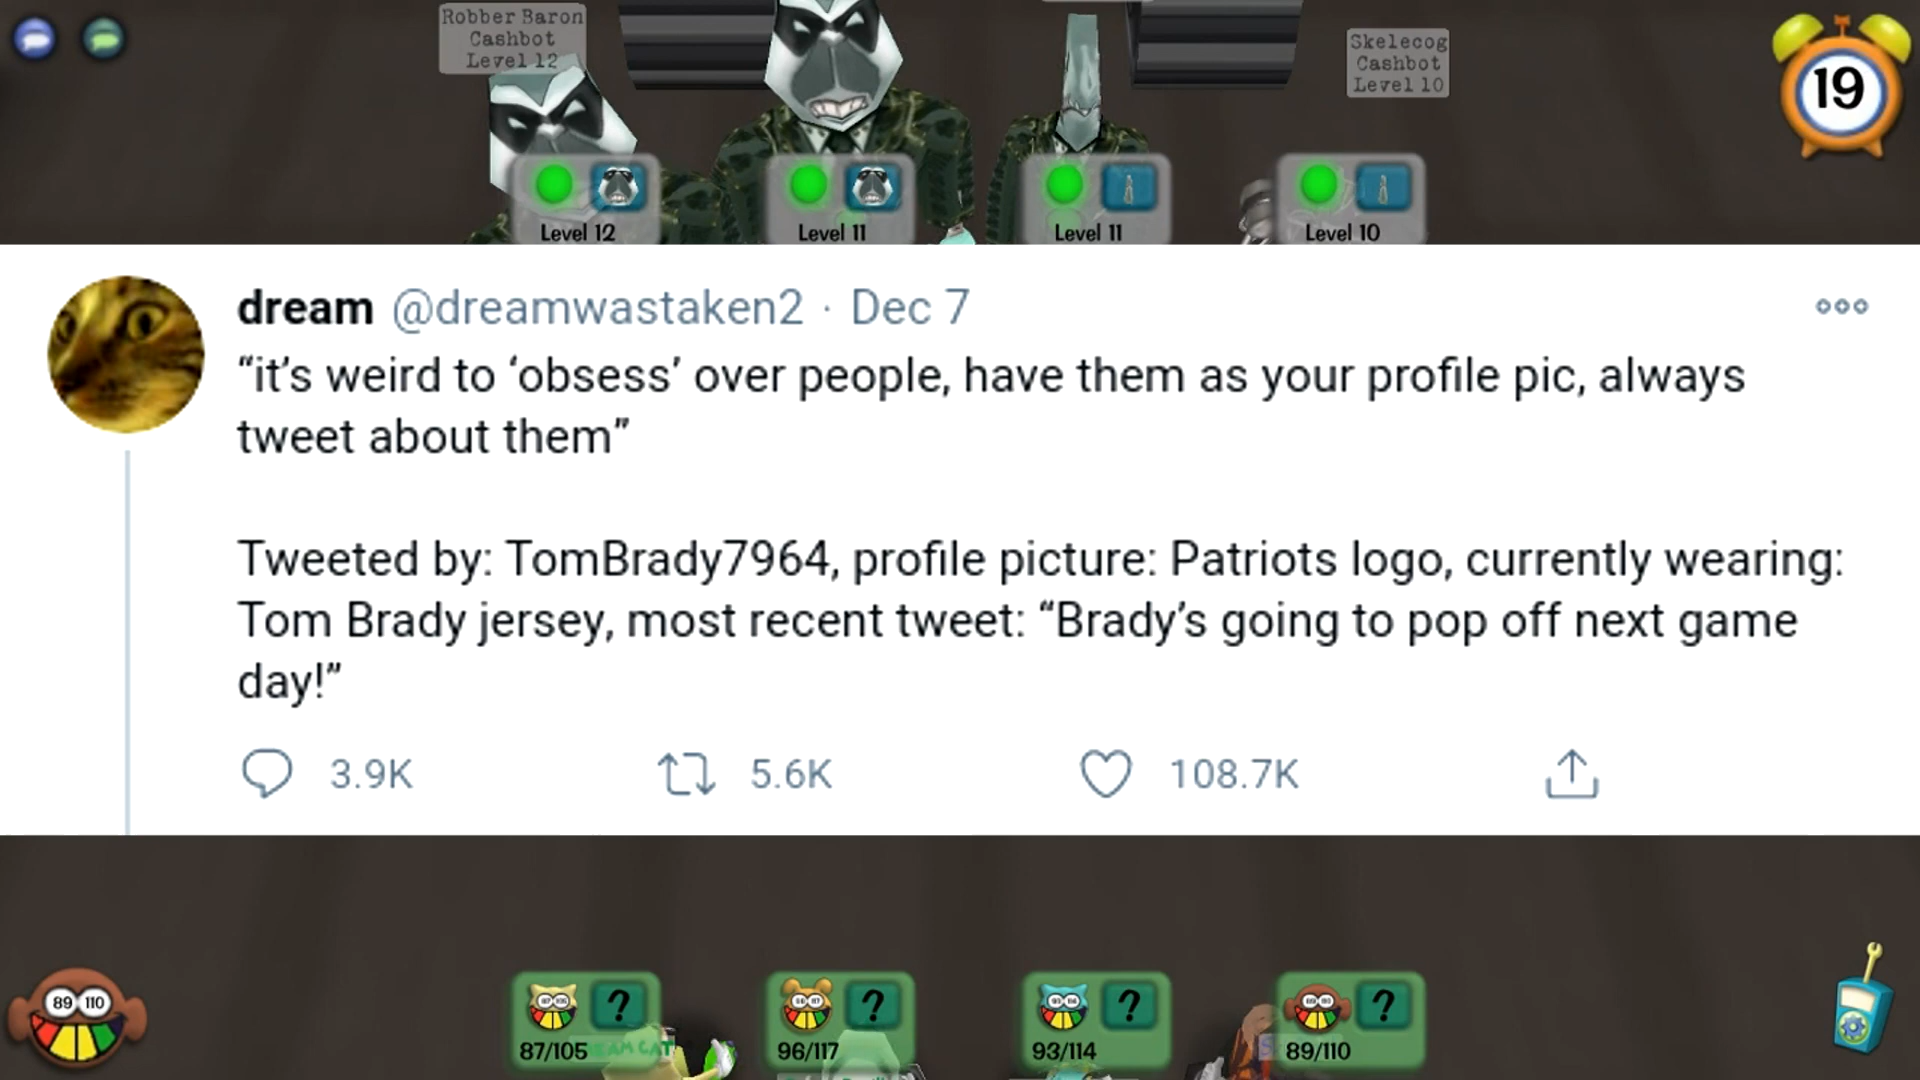 Robber Baron
Cashbot
Level 12
Skelecog
Cashbot
Level 10
19
Level 12
Level 11
Level 11
Level 10
dream @dreamwastaken2 · Dec 7
“it’s weird to ‘obsess’ over people, have them as your profile pic, always
tweet about them”
Tweeted by: TomBrady7964, profile picture: Patriots logo, currently wearing:
Tom Brady jersey, most recent tweet: “Brady’s going to pop off next game
day!”
3.9K 5.6K 108.7K
89 110
? ? ? ?
87/105 96/117 93/114 89/110